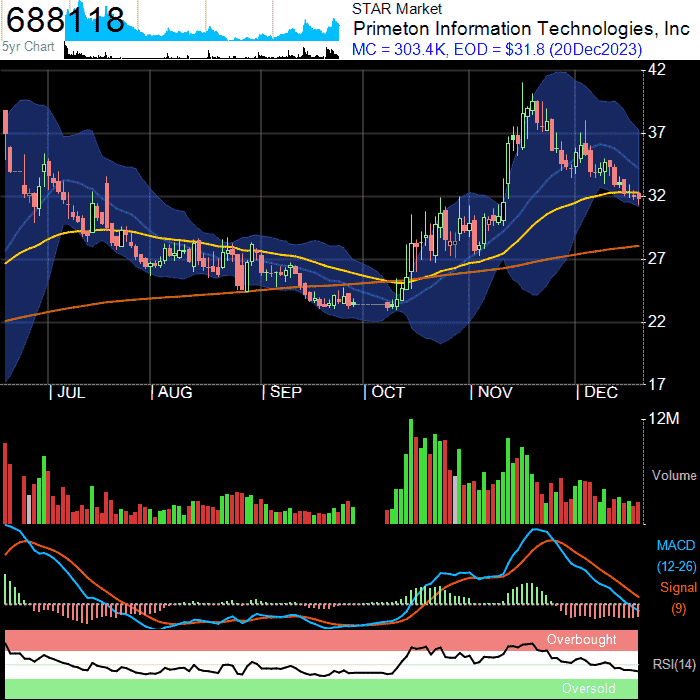 688118
5yr Chart
STAR Market
Primeton Information Technologies, Inc
MC = 303.4K, EOD = $31.8 (20Dec2023)
42
37
32
27
22
17
| JUL | AUG | SEP | OCT | NOV | DEC
12M
Volume
MACD
(12-26)
Signal
(9)
Overbought
RSI(14)
Oversold